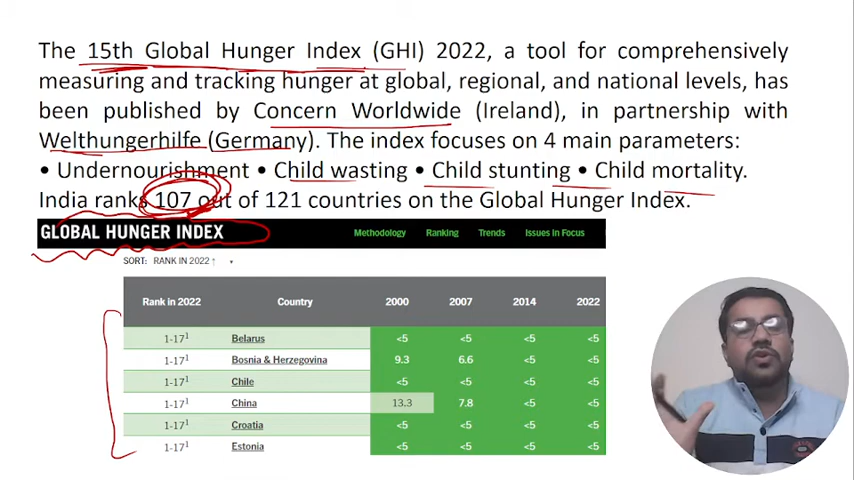 The 15th Global Hunger Index (GHI) 2022, a tool for comprehensively
measuring and tracking hunger at global, regional, and national levels, has
been published by Concern Worldwide (Ireland), in partnership with
Welthungerhilfe (Germany). The index focuses on 4 main parameters:
• Undernourishment • Child wasting • Child stunting • Child mortality.
India ranks 107 out of 121 countries on the Global Hunger Index.
GLOBAL HUNGER INDEX Methodology Ranking Trends Issues in Focus
SORT: RANK IN 2022 ↑ ▾
Rank in 2022 Country 2000 2007 2014 2022
1-17¹ Belarus <5 <5 <5 <5
1-17¹ Bosnia & Herzegovina 9.3 6.6 <5 <5
1-17¹ Chile <5 <5 <5 <5
1-17¹ China 13.3 7.8 <5 <5
1-17¹ Croatia <5 <5 <5 <5
1-17¹ Estonia <5 <5 <5 <5